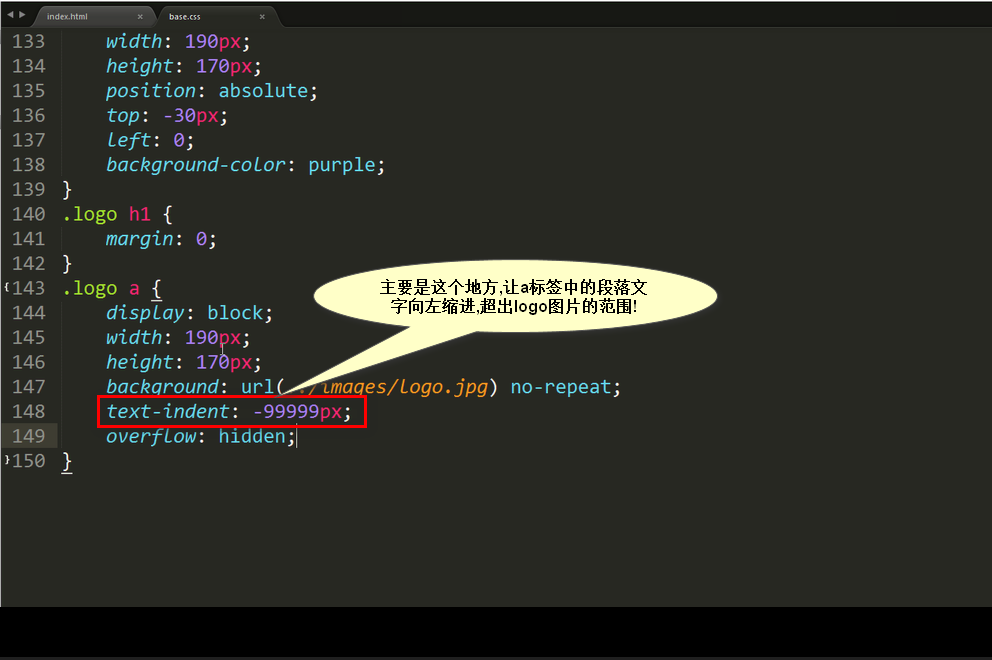 index.html × base.css ×
133 width: 190px;
134 height: 170px;
135 position: absolute;
136 top: -30px;
137 left: 0;
138 background-color: purple;
139 }
140 .logo h1 {
141 margin: 0;
142 }
143 .logo a {
主要是这个地方,让a标签中的段落文
字向左缩进,超出logo图片的范围!
144 display: block;
145 width: 190px;
146 height: 170px;
147 background: url( /images/logo.jpg) no-repeat;
148 text-indent: -99999px;
149 overflow: hidden;
150 }